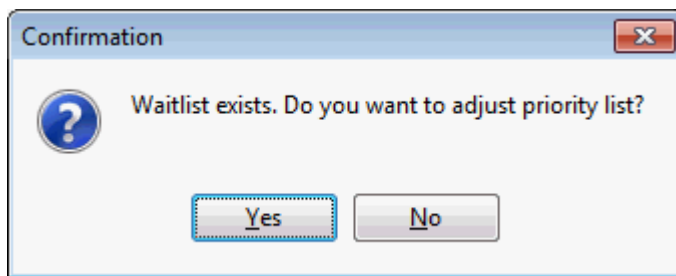 Confirmation
Waitlist exists. Do you want to adjust priority list?
Yes
No